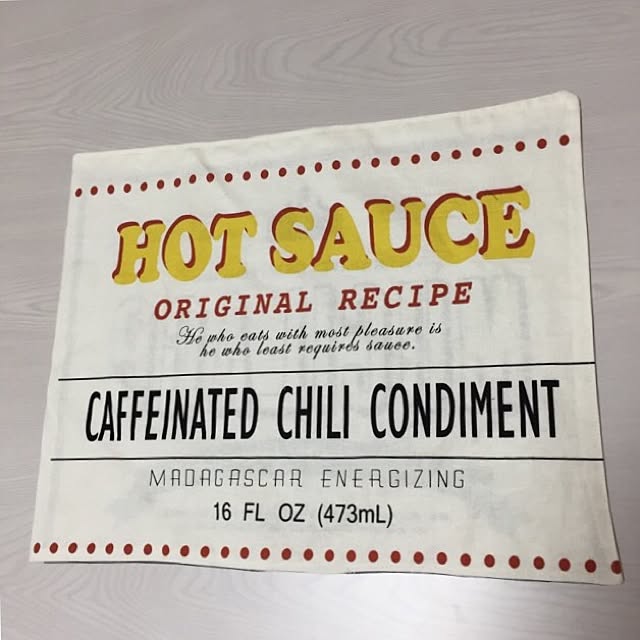 HOT SAUCE
ORIGINAL RECIPE
He who eats with most pleasure is
he who least requires sauce.
CAFFEINATED CHILI CONDIMENT
MADAGASCAR ENERGIZING
16 FL OZ (473mL)